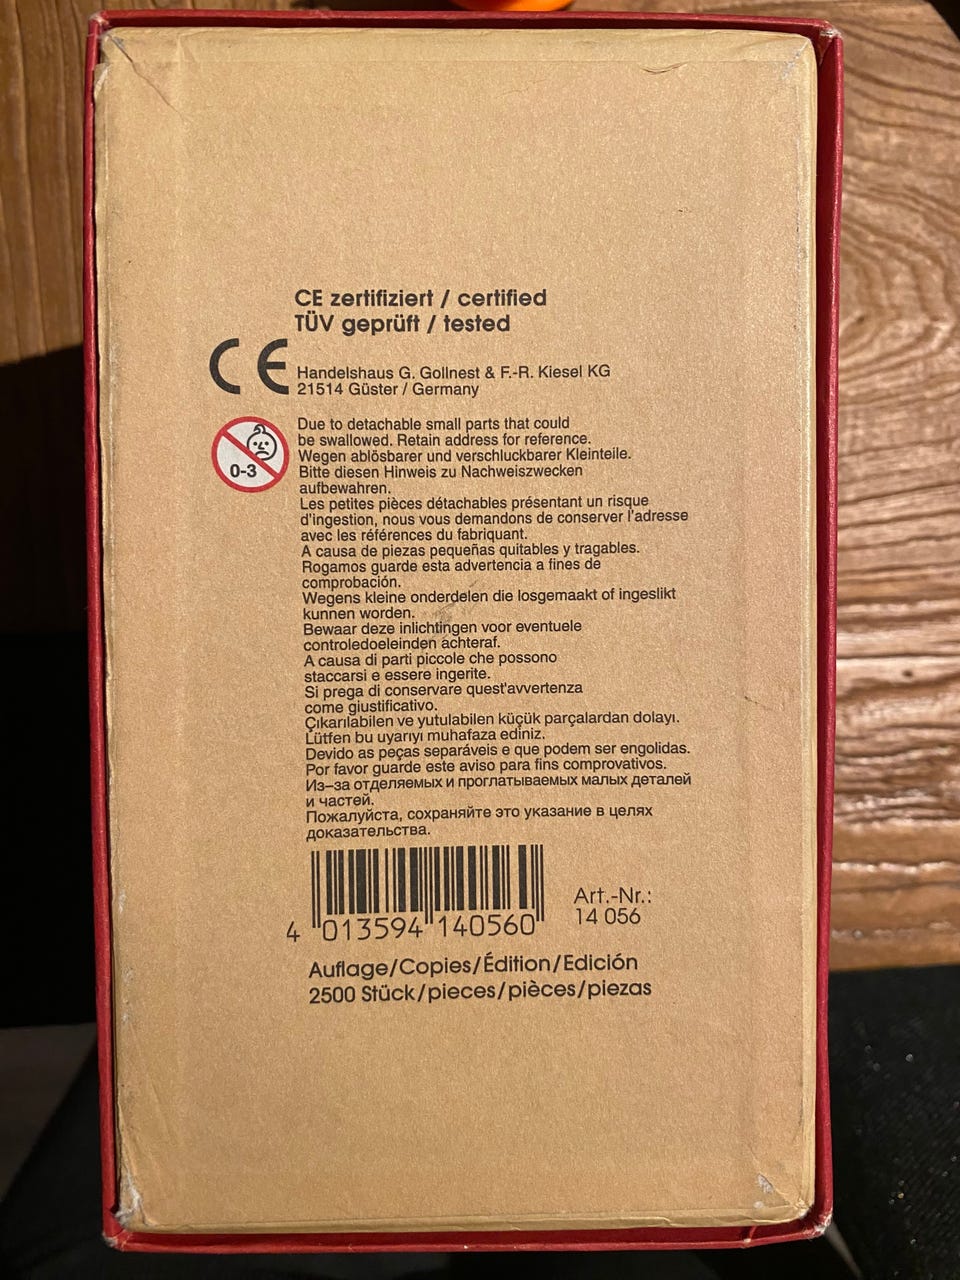 CE zertifiziert / certified
TÜV geprüft / tested
CE
Handelshaus G. Gollnest & F.-R. Kiesel KG
21514 Güster / Germany
0-3
Due to detachable small parts that could
be swallowed. Retain address for reference.
Wegen ablösbarer und verschluckbarer Kleinteile.
Bitte diesen Hinweis zu Nachweiszwecken
aufbewahren.
Les petites pièces détachables présentant un risque
d'ingestion, nous vous demandons de conserver l'adresse
avec les références du fabriquant.
A causa de piezas pequeñas quitables y tragables.
Rogamos guarde esta advertencia a fines de
comprobación.
Wegens kleine onderdelen die losgemaakt of ingeslikt
kunnen worden.
Bewaar deze inlichtingen voor eventuele
controledoeleinden achteraf.
A causa di parti piccole che possono
staccarsi e essere ingerite.
Si prega di conservare quest'avvertenza
come giustificativo.
Çıkarılabilen ve yutulabilen küçük parçalardan dolayı.
Lütfen bu uyarıyı muhafaza ediniz.
Devido as peças separáveis e que podem ser engolidas.
Por favor guarde este aviso para fins comprovativos.
Из–за отделяемых и проглатываемых малых деталей
и частей.
Пожалуйста, сохраняйте это указание в целях
доказательства.
4 013594 140560
Art.-Nr.:
14 056
Auflage/Copies/Édition/Edición
2500 Stück/pieces/pièces/piezas